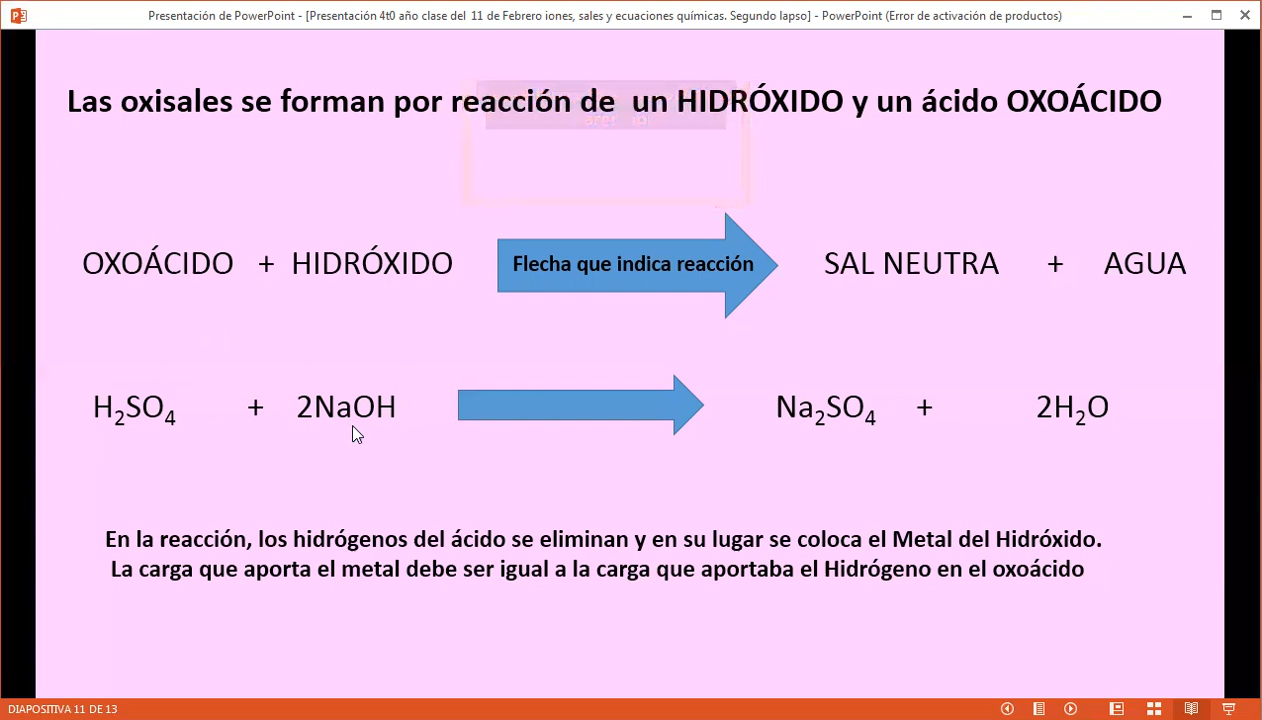 Presentación de PowerPoint - [Presentación 4t0 año clase del 11 de Febrero iones, sales y ecuaciones químicas. Segundo lapso] - PowerPoint (Error de activación de productos)
Las oxisales se forman por reacción de un HIDRÓXIDO y un ácido OXOÁCIDO
OXOÁCIDO + HIDRÓXIDO Flecha que indica reacción SAL NEUTRA + AGUA
H₂SO₄ + 2NaOH Na₂SO₄ + 2H₂O
En la reacción, los hidrógenos del ácido se eliminan y en su lugar se coloca el Metal del Hidróxido.
La carga que aporta el metal debe ser igual a la carga que aportaba el Hidrógeno en el oxoácido
DIAPOSITIVA 11 DE 13